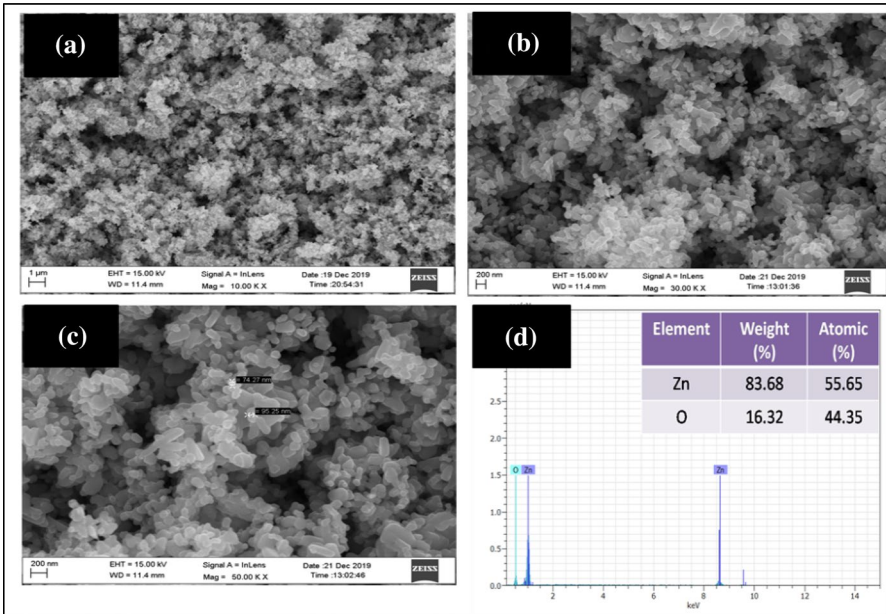 (a)
1 µm
EHT = 15.00 kV
WD = 11.4 mm
Signal A = InLens
Mag = 10.00 K X
Date :19 Dec 2019
Time :20:54:31
ZEISS
(b)
200 nm
EHT = 15.00 kV
WD = 11.4 mm
Signal A = InLens
Mag = 30.00 K X
Date :21 Dec 2019
Time :13:01:36
ZEISS
(c)
= 74.27 nm
= 95.25 nm
200 nm
EHT = 15.00 kV
WD = 11.4 mm
Signal A = InLens
Mag = 50.00 K X
Date :21 Dec 2019
Time :13:02:46
ZEISS
(d)
Element Weight (%) Atomic (%)
Zn 83.68 55.65
O 16.32 44.35
2.5
2.0
1.5
1.0
0.5
0.0
O Zn Zn
2 4 6 8 10 12 14
keV